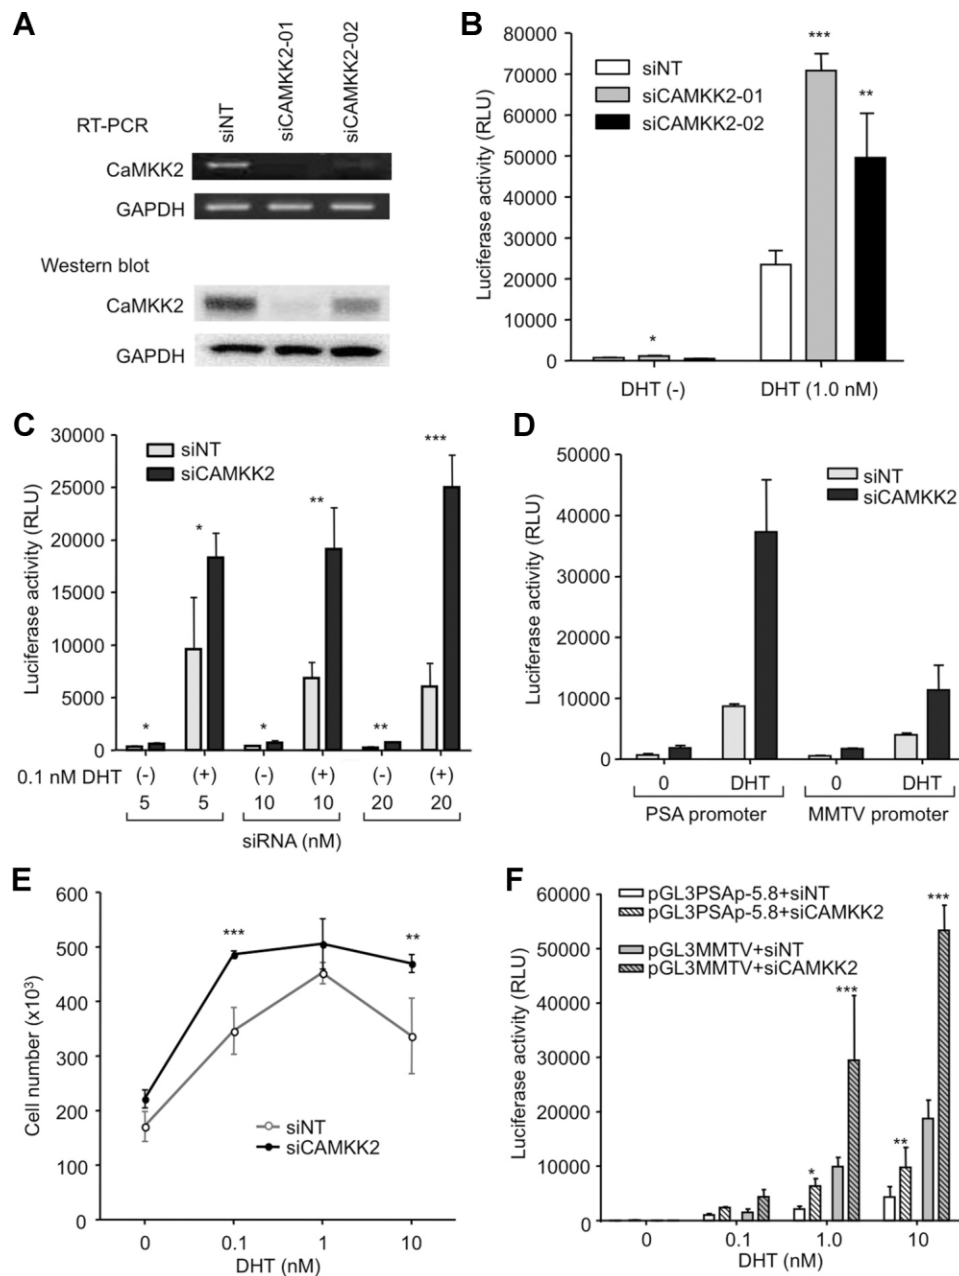 A
RT-PCR
siNT
siCAMKK2-01
siCAMKK2-02
CaMKK2
GAPDH
Western blot
CaMKK2
GAPDH
B
Luciferase activity (RLU)
80000
70000
60000
50000
40000
30000
20000
10000
0
siNT
siCAMKK2-01
siCAMKK2-02
*
***
**
DHT (-)
DHT (1.0 nM)
C
Luciferase activity (RLU)
30000
25000
20000
15000
10000
5000
0
siNT
siCAMKK2
* * * ** ** ***
0.1 nM DHT (-) (+) (-) (+) (-) (+)
5 5 10 10 20 20
siRNA (nM)
D
Luciferase activity (RLU)
50000
40000
30000
20000
10000
0
siNT
siCAMKK2
0 DHT 0 DHT
PSA promoter MMTV promoter
E
Cell number (x10³)
600
500
400
300
200
100
0
*** **
siNT
siCAMKK2
0 0.1 1 10
DHT (nM)
F
Luciferase activity (RLU)
60000
50000
40000
30000
20000
10000
0
pGL3PSAp-5.8+siNT
pGL3PSAp-5.8+siCAMKK2
pGL3MMTV+siNT
pGL3MMTV+siCAMKK2
* *** ** ***
0 0.1 1.0 10
DHT (nM)